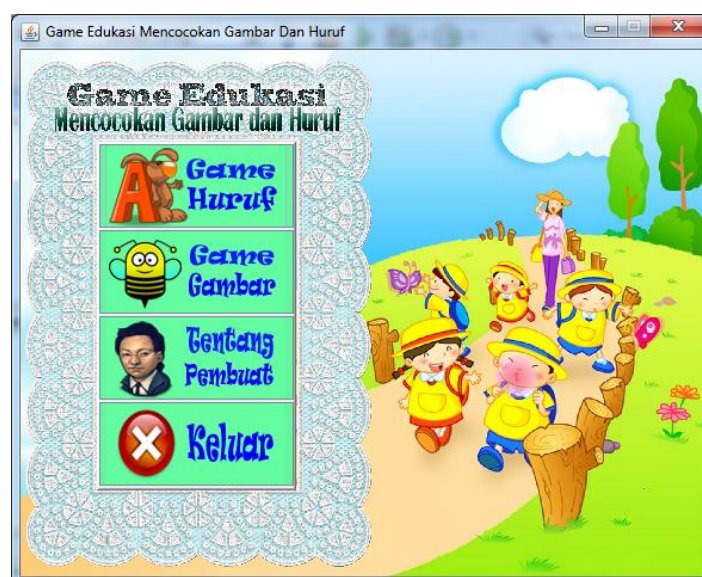 Game Edukasi Mencocokan Gambar Dan Huruf
Game Edukasi
Mencocokan Gambar dan Huruf
Game
Huruf
Game
Gambar
Tentang
Pembuat
Keluar